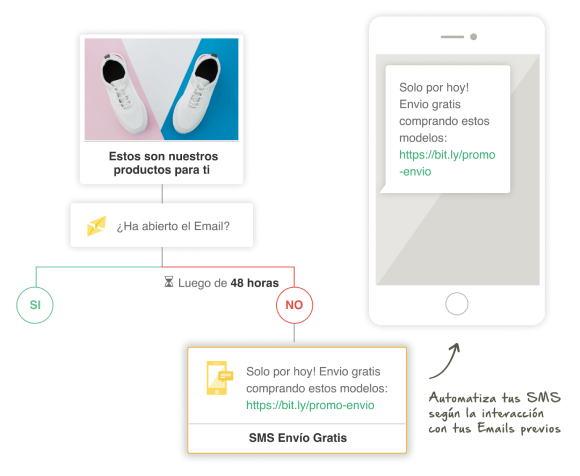 Estos son nuestros
productos para ti
¿Ha abierto el Email?
Luego de 48 horas
SI
NO
Solo por hoy! Envio gratis
comprando estos modelos:
https://bit.ly/promo-envio
SMS Envío Gratis
Solo por hoy!
Envio gratis
comprando estos
modelos:
https://bit.ly/promo
-envio
Automatiza tus SMS
según la interacción
con tus Emails previos